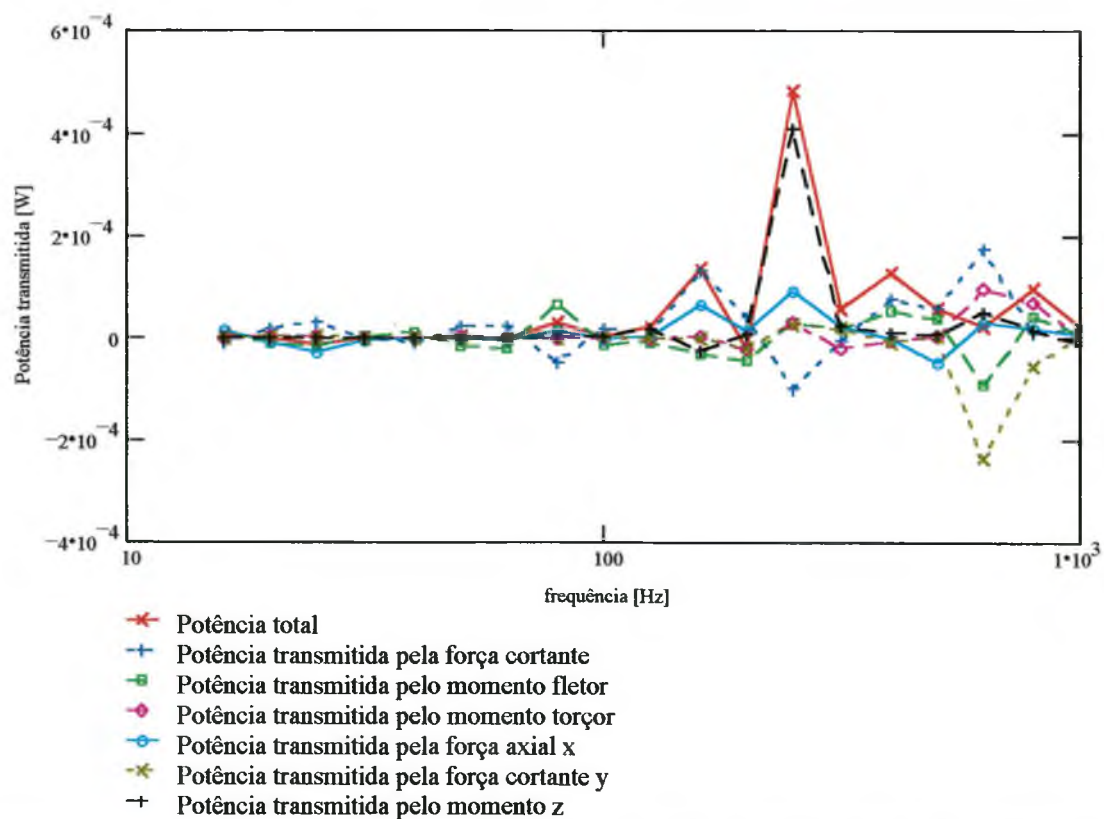 6•10⁻⁴
4•10⁻⁴
2•10⁻⁴
0
−2•10⁻⁴
−4•10⁻⁴
Potência transmitida [W]
10
100
1•10³
frequência [Hz]
Potência total
Potência transmitida pela força cortante
Potência transmitida pelo momento fletor
Potência transmitida pelo momento torçor
Potência transmitida pela força axial x
Potência transmitida pela força cortante y
Potência transmitida pelo momento z